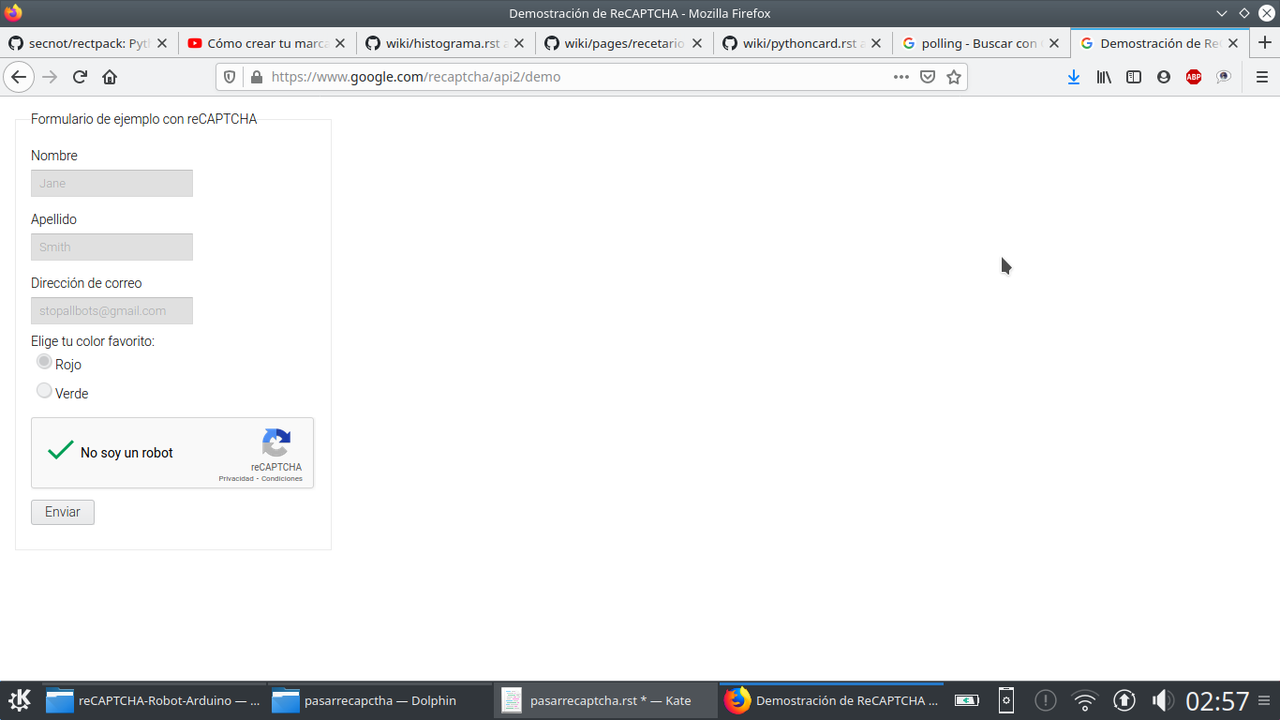 Demostración de ReCAPTCHA - Mozilla Firefox
secnot/rectpack: Pyt
Cómo crear tu marca
wiki/histograma.rst a
wiki/pages/recetario
wiki/pythoncard.rst a
polling - Buscar con
Demostración de Re
https://www.google.com/recaptcha/api2/demo
ABP
Formulario de ejemplo con reCAPTCHA
Nombre
Jane
Apellido
Smith
Dirección de correo
stopallbots@gmail.com
Elige tu color favorito:
Rojo
Verde
No soy un robot
reCAPTCHA
Privacidad - Condiciones
Enviar
reCAPTCHA-Robot-Arduino — ...
pasarrecapctha — Dolphin
pasarrecaptcha.rst * — Kate
Demostración de ReCAPTCHA ...
02:57